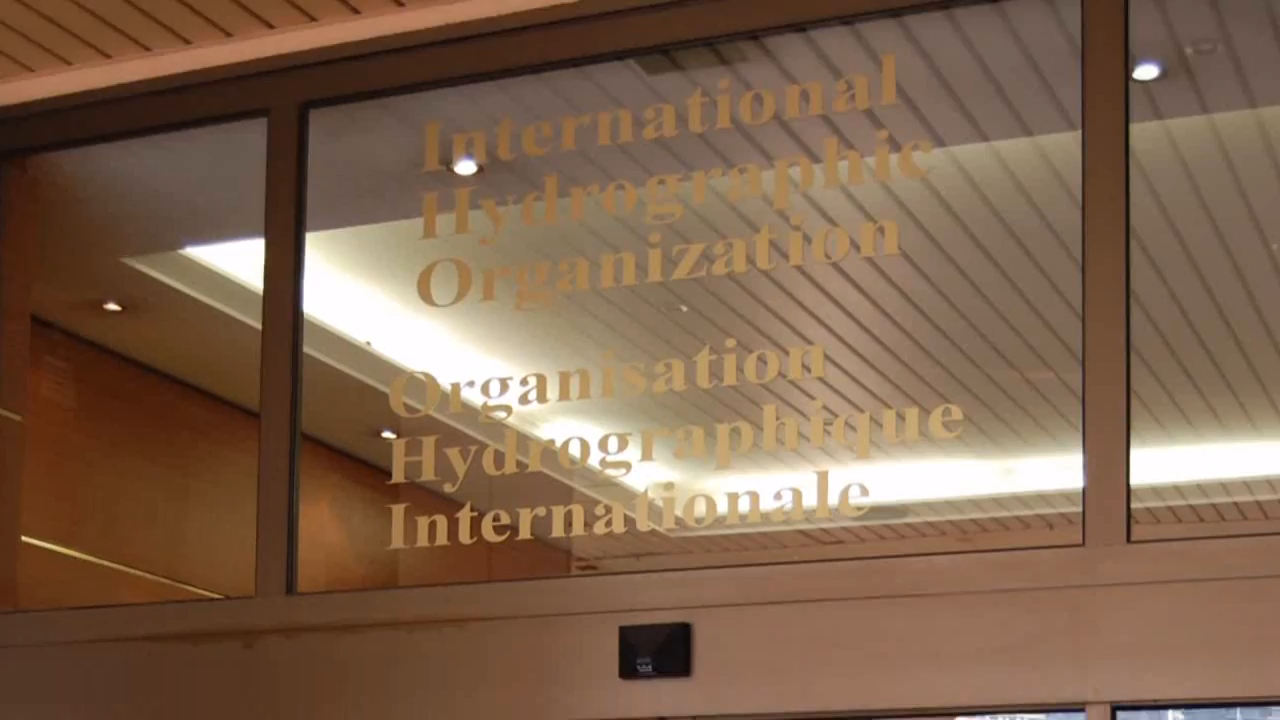 International
Hydrographic
Organization
Organisation
Hydrographique
Internationale